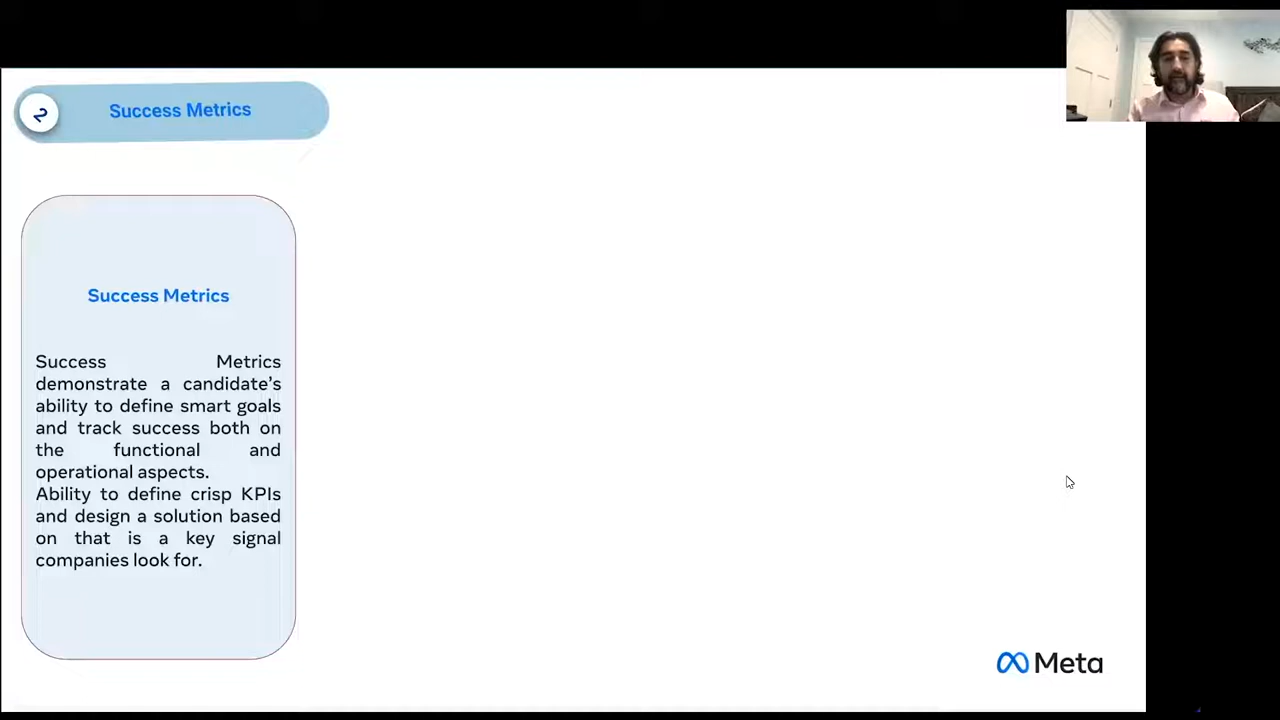 2
Success Metrics
Success Metrics
Success Metrics
demonstrate a candidate’s
ability to define smart goals
and track success both on
the functional and
operational aspects.
Ability to define crisp KPIs
and design a solution based
on that is a key signal
companies look for.
Meta